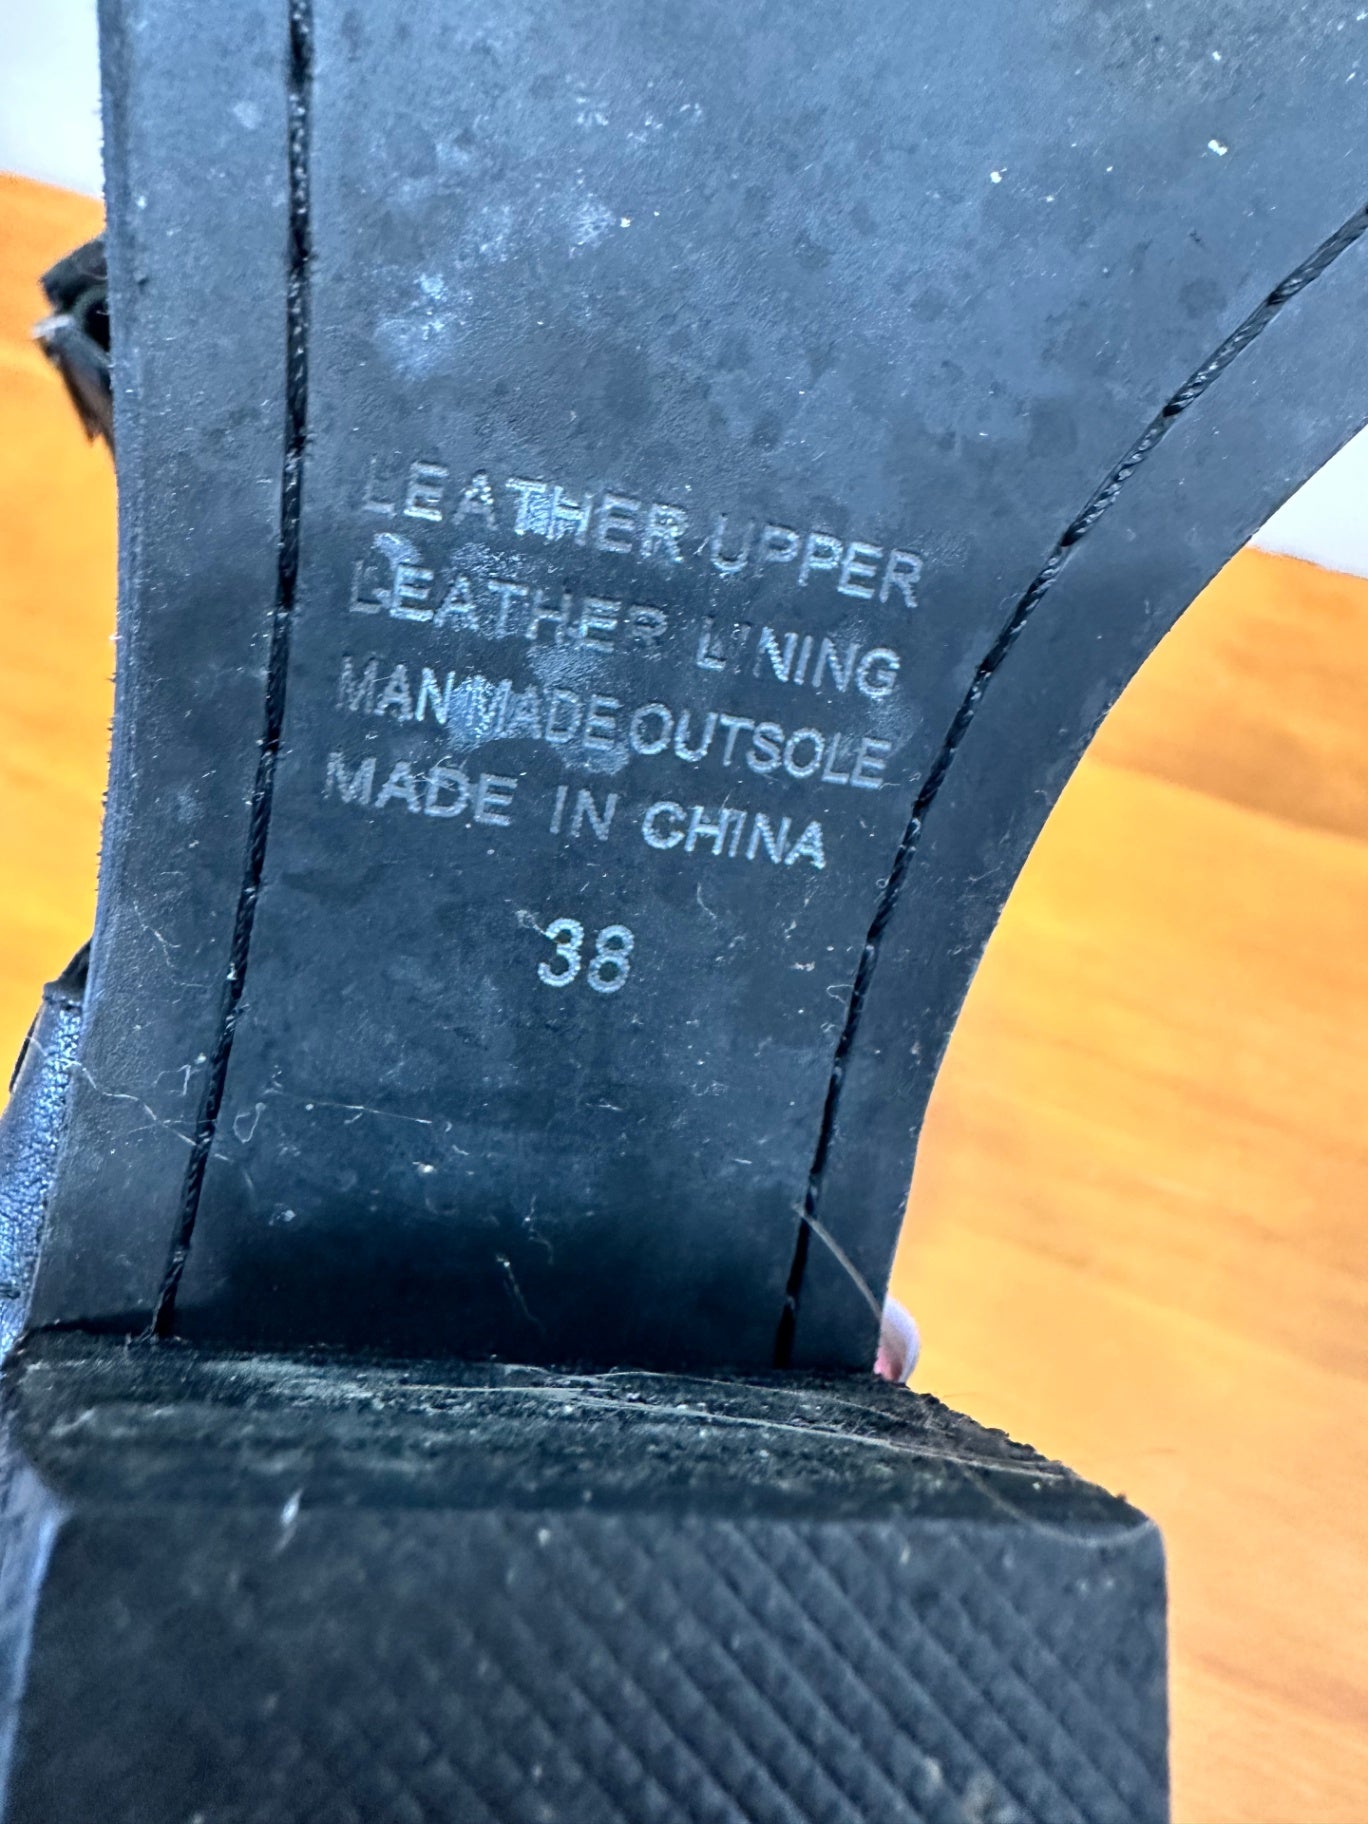 LEATHER UPPER
LEATHER LINING
MAN MADE OUTSOLE
MADE IN CHINA
38